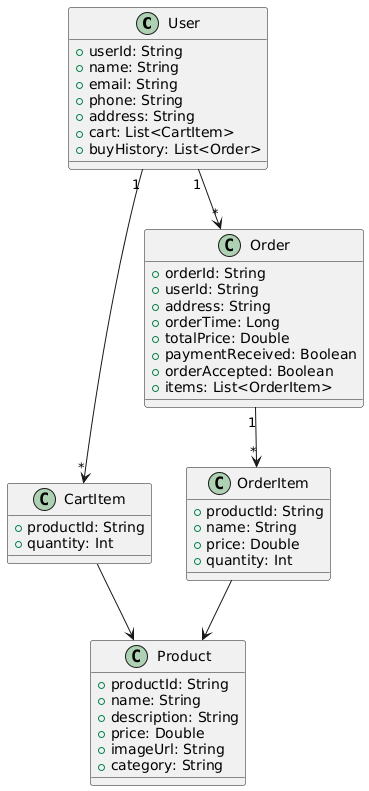 C User
userId: String
name: String
email: String
phone: String
address: String
cart: List<CartItem>
buyHistory: List<Order>
1 1
*
C Order
orderId: String
userId: String
address: String
orderTime: Long
totalPrice: Double
paymentReceived: Boolean
orderAccepted: Boolean
items: List<OrderItem>
1
* *
C CartItem
productId: String
quantity: Int
C OrderItem
productId: String
name: String
price: Double
quantity: Int
C Product
productId: String
name: String
description: String
price: Double
imageUrl: String
category: String